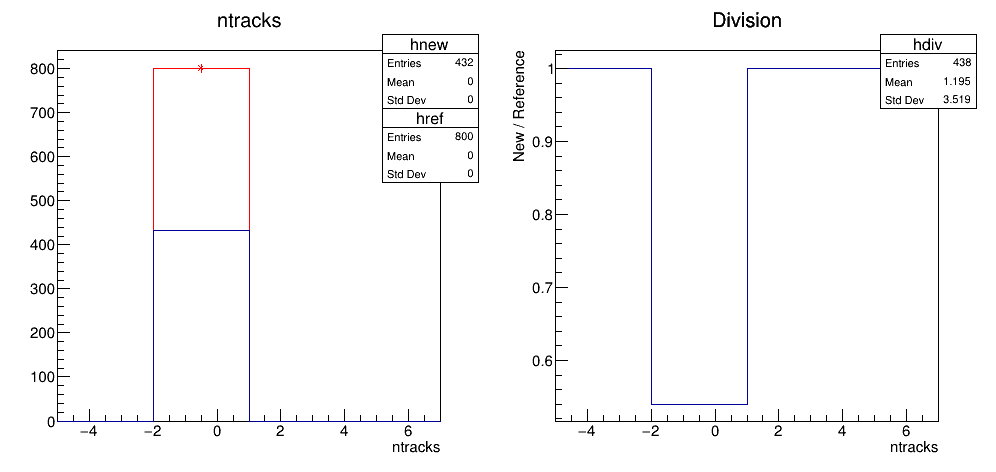 ntracks
hnew
Entries 432
Mean 0
Std Dev 0
href
Entries 800
Mean 0
Std Dev 0
800
700
600
500
400
300
200
100
0
−4 −2 0 2 4 6
ntracks
Division
hdiv
Entries 438
Mean 1.195
Std Dev 3.519
New / Reference
1
0.9
0.8
0.7
0.6
−4 −2 0 2 4 6
ntracks